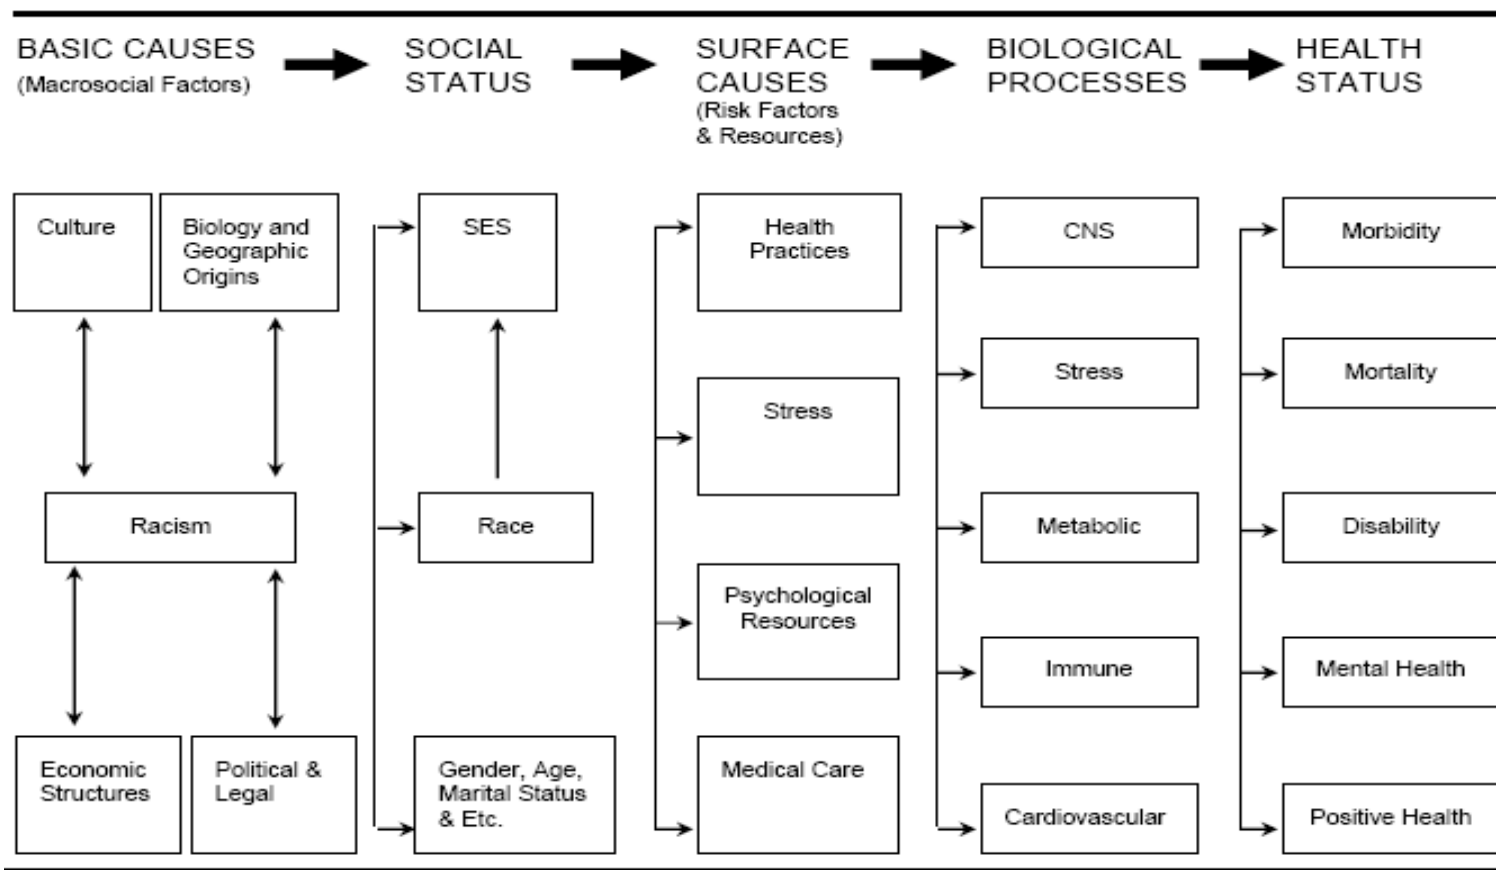 BASIC CAUSES
(Macrosocial Factors)
SOCIAL
STATUS
SURFACE
CAUSES
(Risk Factors
& Resources)
BIOLOGICAL
PROCESSES
HEALTH
STATUS
Culture
Biology and
Geographic
Origins
Racism
Economic
Structures
Political &
Legal
SES
Race
Gender, Age,
Marital Status
& Etc.
Health
Practices
Stress
Psychological
Resources
Medical Care
CNS
Stress
Metabolic
Immune
Cardiovascular
Morbidity
Mortality
Disability
Mental Health
Positive Health